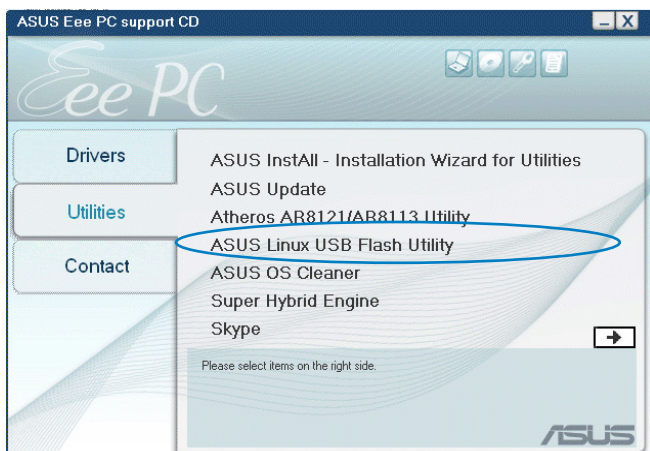 ASUS Eee PC support CD
Eee PC
Drivers
Utilities
Contact
ASUS InstAll - Installation Wizard for Utilities
ASUS Update
Atheros AR8121/AR8113 Utility
ASUS Linux USB Flash Utility
ASUS OS Cleaner
Super Hybrid Engine
Skype
Please select items on the right side.
ASUS